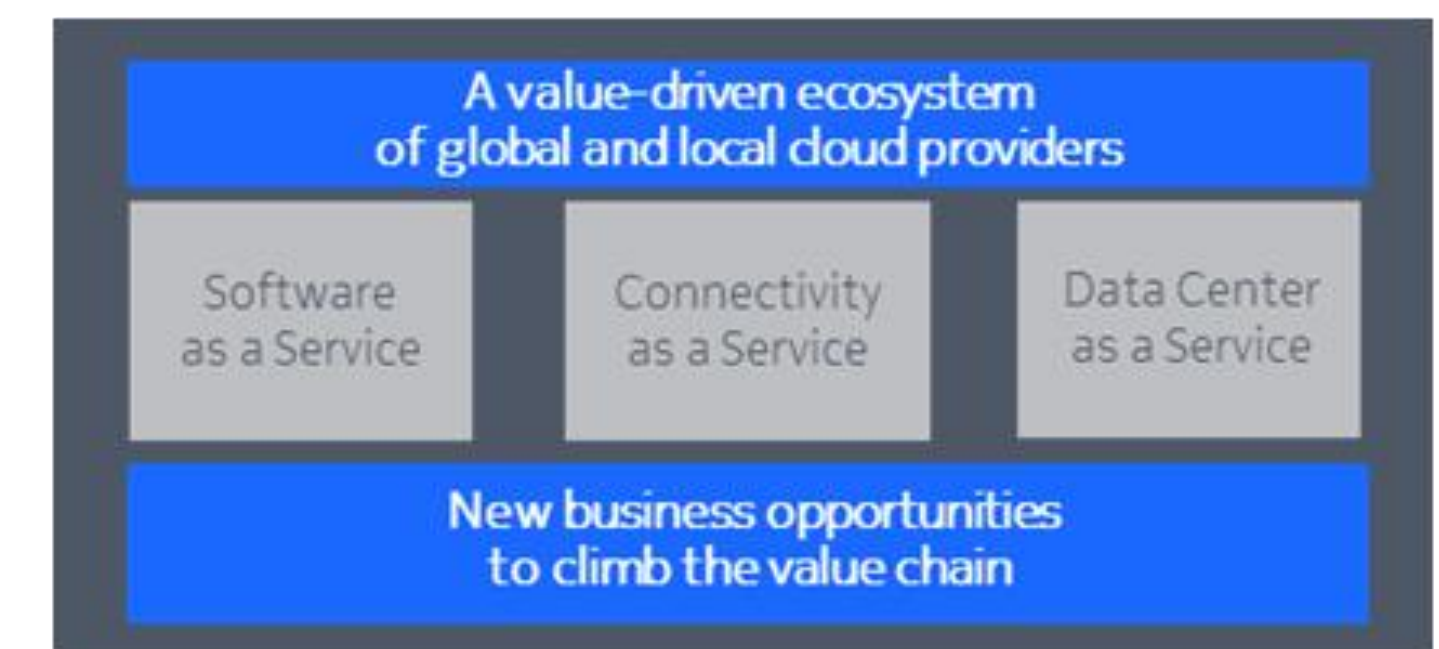 A value-driven ecosystem
of global and local cloud providers
Software
as a Service
Connectivity
as a Service
Data Center
as a Service
New business opportunities
to climb the value chain